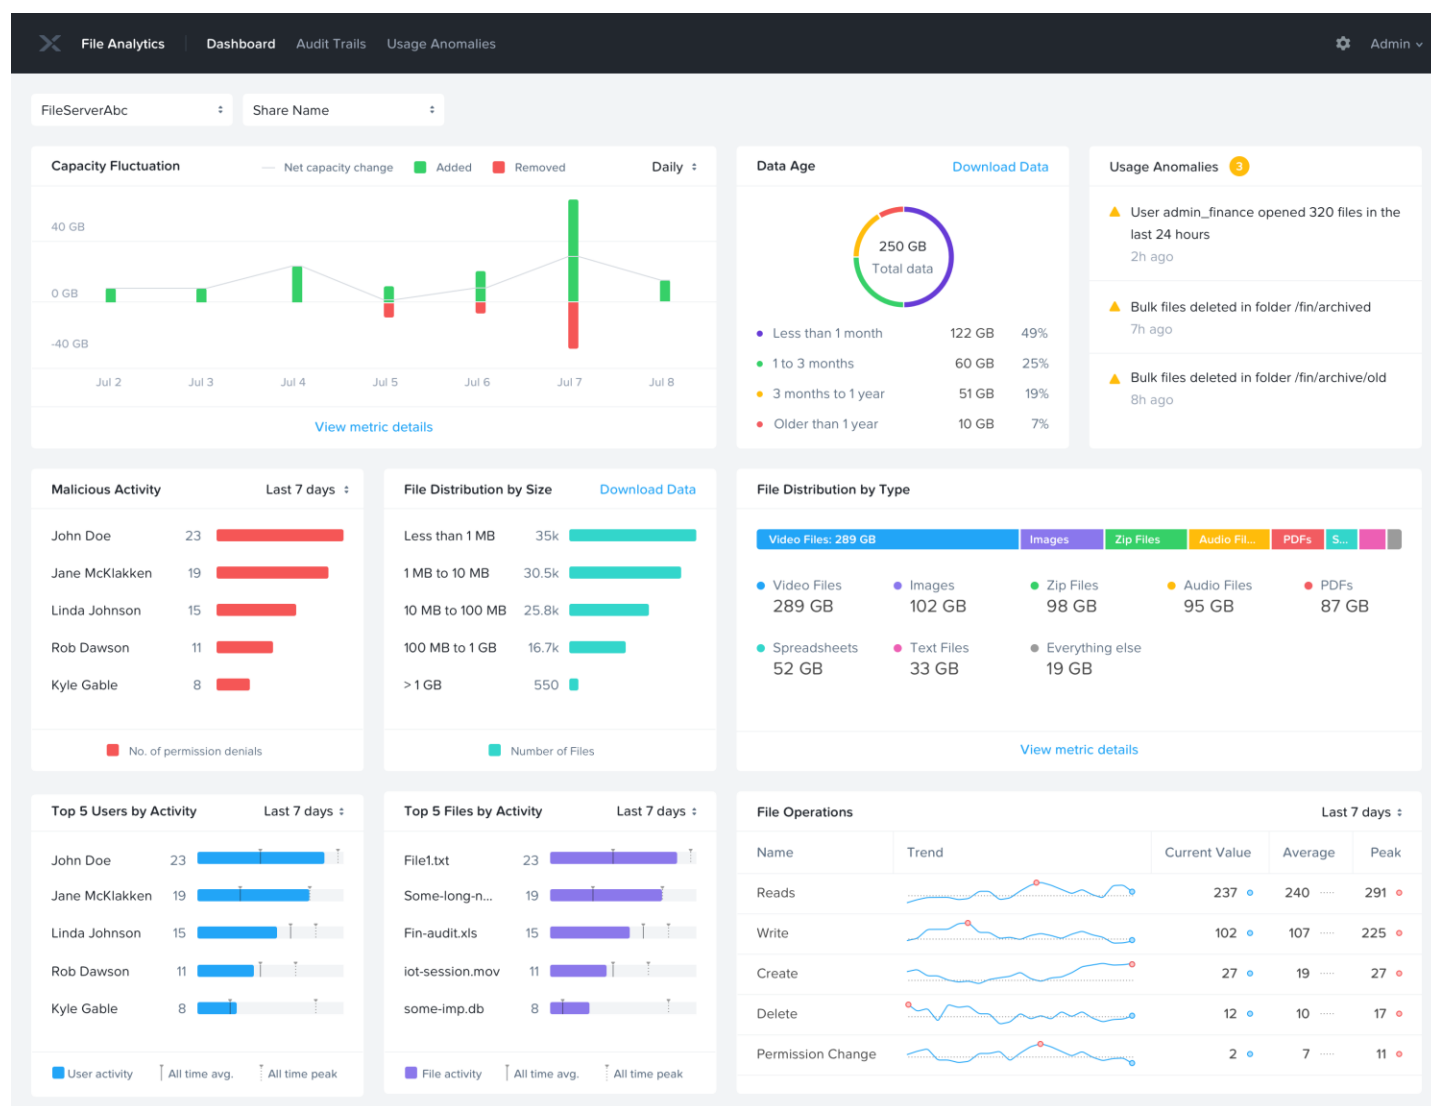 File Analytics Dashboard Audit Trails Usage Anomalies Admin
FileServerAbc Share Name
Capacity Fluctuation Net capacity change Added Removed Daily
40 GB
0 GB
-40 GB
Jul 2 Jul 3 Jul 4 Jul 5 Jul 6 Jul 7 Jul 8
View metric details
Data Age Download Data
250 GB
Total data
Less than 1 month 122 GB 49%
1 to 3 months 60 GB 25%
3 months to 1 year 51 GB 19%
Older than 1 year 10 GB 7%
Usage Anomalies 3
User admin_finance opened 320 files in the
last 24 hours
2h ago
Bulk files deleted in folder /fin/archived
7h ago
Bulk files deleted in folder /fin/archive/old
8h ago
Malicious Activity Last 7 days
John Doe 23
Jane McKlakken 19
Linda Johnson 15
Rob Dawson 11
Kyle Gable 8
No. of permission denials
File Distribution by Size Download Data
Less than 1 MB 35k
1 MB to 10 MB 30.5k
10 MB to 100 MB 25.8k
100 MB to 1 GB 16.7k
> 1 GB 550
Number of Files
File Distribution by Type
Video Files: 289 GB Images Zip Files Audio Fil... PDFs S...
Video Files Images Zip Files Audio Files PDFs
289 GB 102 GB 98 GB 95 GB 87 GB
Spreadsheets Text Files Everything else
52 GB 33 GB 19 GB
View metric details
Top 5 Users by Activity Last 7 days
John Doe 23
Jane McKlakken 19
Linda Johnson 15
Rob Dawson 11
Kyle Gable 8
User activity All time avg. All time peak
Top 5 Files by Activity Last 7 days
File1.txt 23
Some-long-n... 19
Fin-audit.xls 15
iot-session.mov 11
some-imp.db 8
File activity All time avg. All time peak
File Operations Last 7 days
Name Trend Current Value Average Peak
Reads 237 240 291
Write 102 107 225
Create 27 19 27
Delete 12 10 17
Permission Change 2 7 11